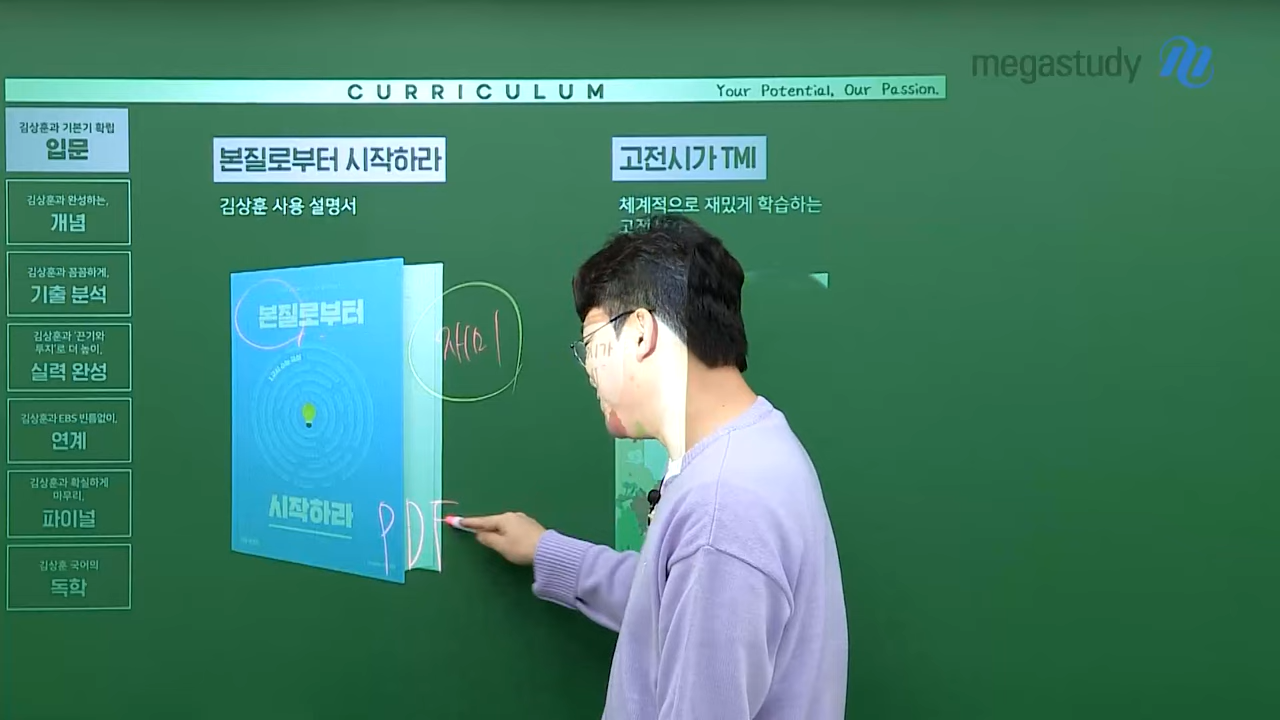 megastudy
CURRICULUM
Your Potential, Our Passion.
김상훈과 기본기 확립
입문
김상훈과 완성하는,
개념
김상훈과 꼼꼼하게,
기출 분석
김상훈과 '끈기와
투지'로 더 높이,
실력 완성
김상훈과 EBS 빈틈없이,
연계
김상훈과 확실하게
마무리,
파이널
김상훈 국어의
독학
본질로부터 시작하라
김상훈 사용 설명서
본질로부터
시작하라
재미
PDF
고전시가 TMI
체계적으로 재밌게 학습하는
시가